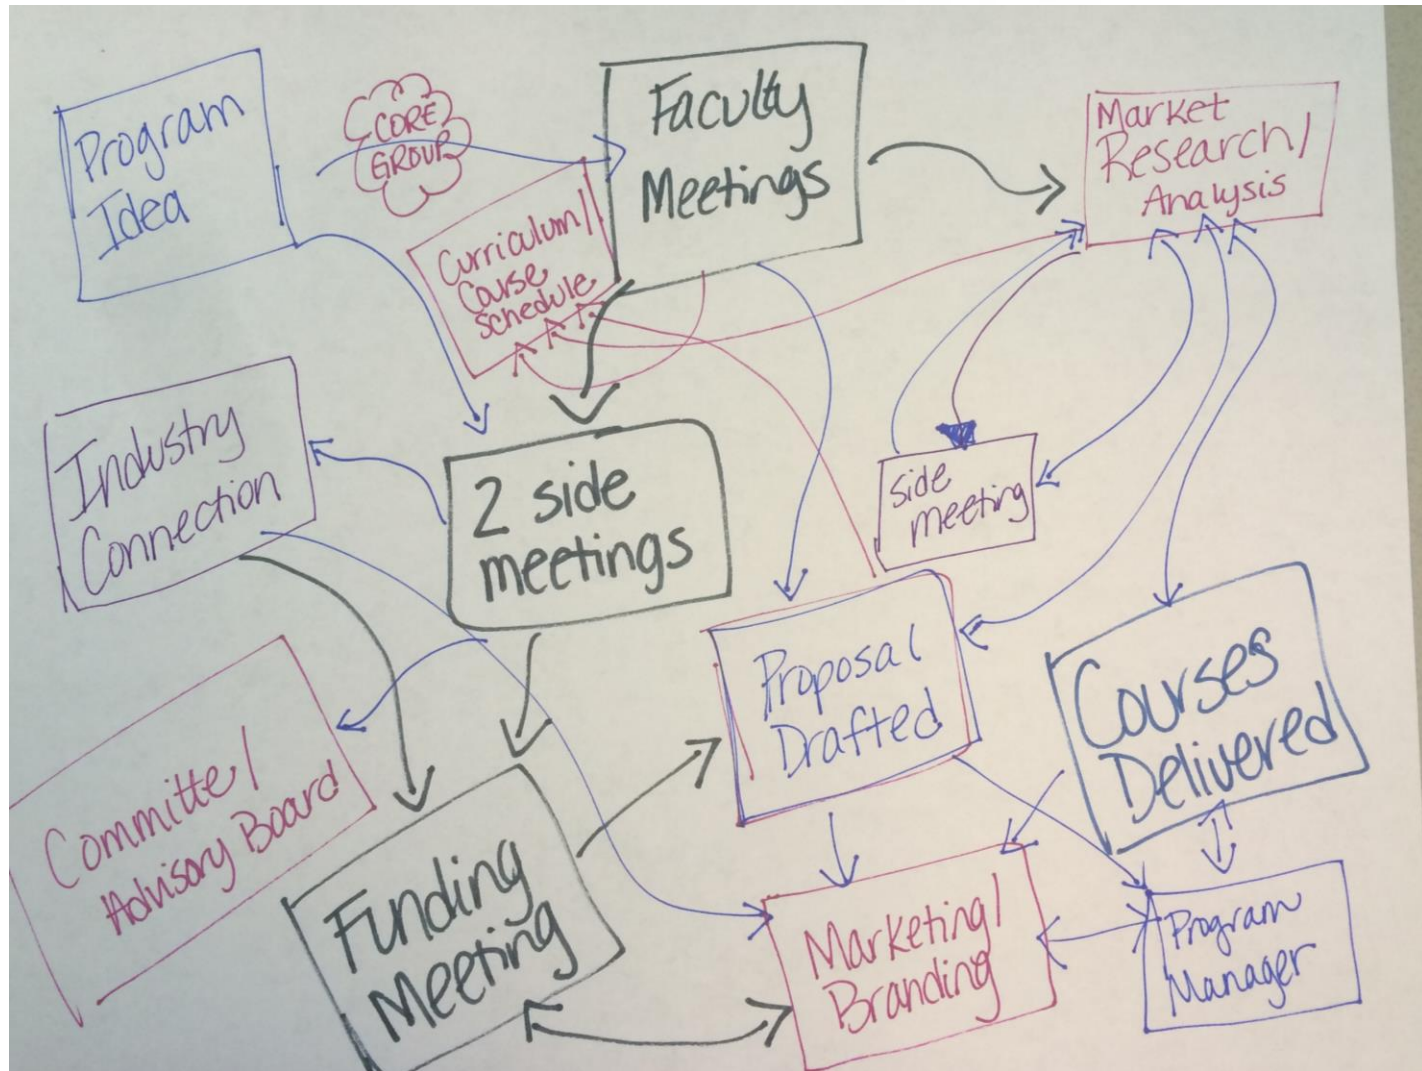 Program
Idea
CORE
GROUP
Faculty
Meetings
Market
Research/
Analysis
Curriculum/
Course
Schedule
Industry
Connection
2 side
meetings
side
meeting
Proposal
Drafted
Courses
Delivered
Committe/
Advisory Board
Funding
Meeting
Marketing/
Branding
Program
Manager